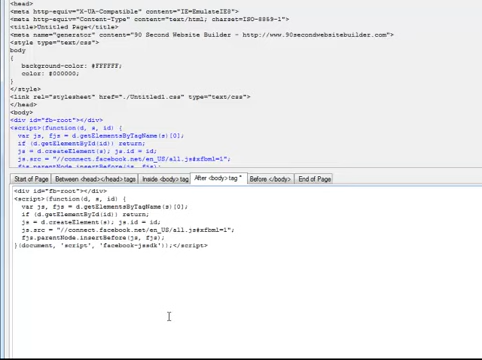 <head>
<meta http-equiv="X-UA-Compatible" content="IE=EmulateIE8">
<meta http-equiv="Content-Type" content="text/html; charset=ISO-8859-1">
<title>Untitled Page</title>
<meta name="generator" content="90 Second Website Builder - http://www.90secondwebsitebuilder.com">
<style type="text/css">
body
{
background-color: #FFFFFF;
color: #000000;
}
</style>
<link rel="stylesheet" href="./Untitled1.css" type="text/css">
</head>
<body>
<div id="fb-root"></div>
<script>(function(d, s, id) {
var js, fjs = d.getElementsByTagName(s)[0];
if (d.getElementById(id)) return;
js = d.createElement(s); js.id = id;
js.src = "//connect.facebook.net/en_US/all.js#xfbml=1";
fjs.parentNode.insertBefore(js, fjs);
Start of Page Between <head></head> tags Inside <body> tag After <body> tag * Before </body> End of Page
<div id="fb-root"></div>
<script>(function(d, s, id) {
var js, fjs = d.getElementsByTagName(s)[0];
if (d.getElementById(id)) return;
js = d.createElement(s); js.id = id;
js.src = "//connect.facebook.net/en_US/all.js#xfbml=1";
fjs.parentNode.insertBefore(js, fjs);
}(document, 'script', 'facebook-jssdk'));</script>